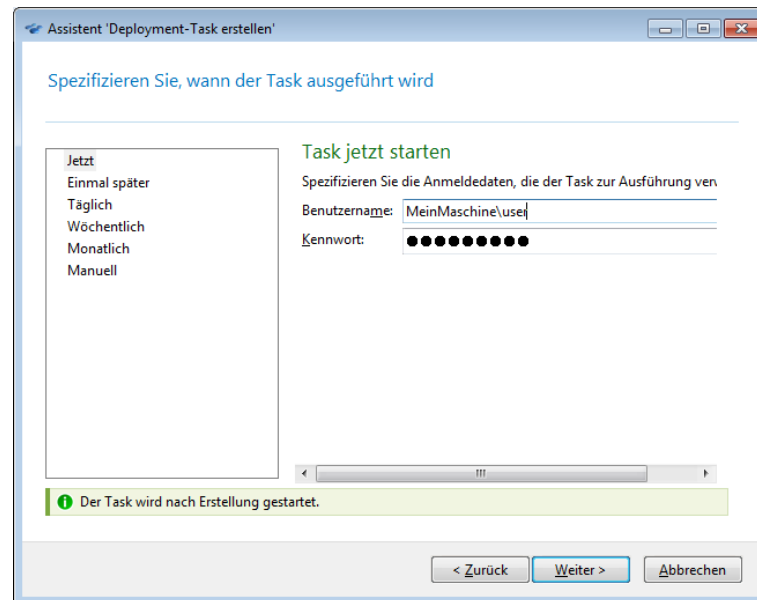 Assistent 'Deployment-Task erstellen'
Spezifizieren Sie, wann der Task ausgeführt wird
Jetzt
Einmal später
Täglich
Wöchentlich
Monatlich
Manuell
Task jetzt starten
Spezifizieren Sie die Anmeldedaten, die der Task zur Ausführung
Benutzername: MeinMaschine\user
Kennwort: ●●●●●●●●●
Der Task wird nach Erstellung gestartet.
< Zurück Weiter > Abbrechen